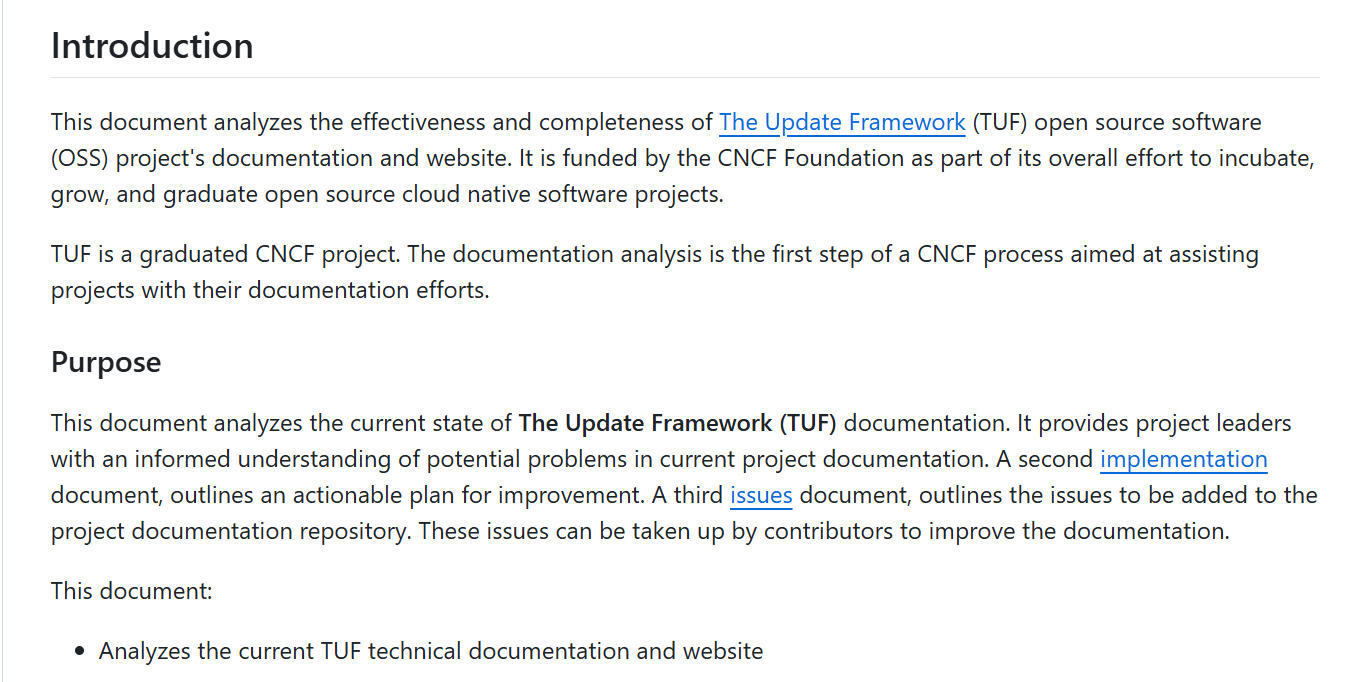 Introduction
This document analyzes the effectiveness and completeness of The Update Framework (TUF) open source software
(OSS) project's documentation and website. It is funded by the CNCF Foundation as part of its overall effort to incubate,
grow, and graduate open source cloud native software projects.
TUF is a graduated CNCF project. The documentation analysis is the first step of a CNCF process aimed at assisting
projects with their documentation efforts.
Purpose
This document analyzes the current state of The Update Framework (TUF) documentation. It provides project leaders
with an informed understanding of potential problems in current project documentation. A second implementation
document, outlines an actionable plan for improvement. A third issues document, outlines the issues to be added to the
project documentation repository. These issues can be taken up by contributors to improve the documentation.
This document:
• Analyzes the current TUF technical documentation and website